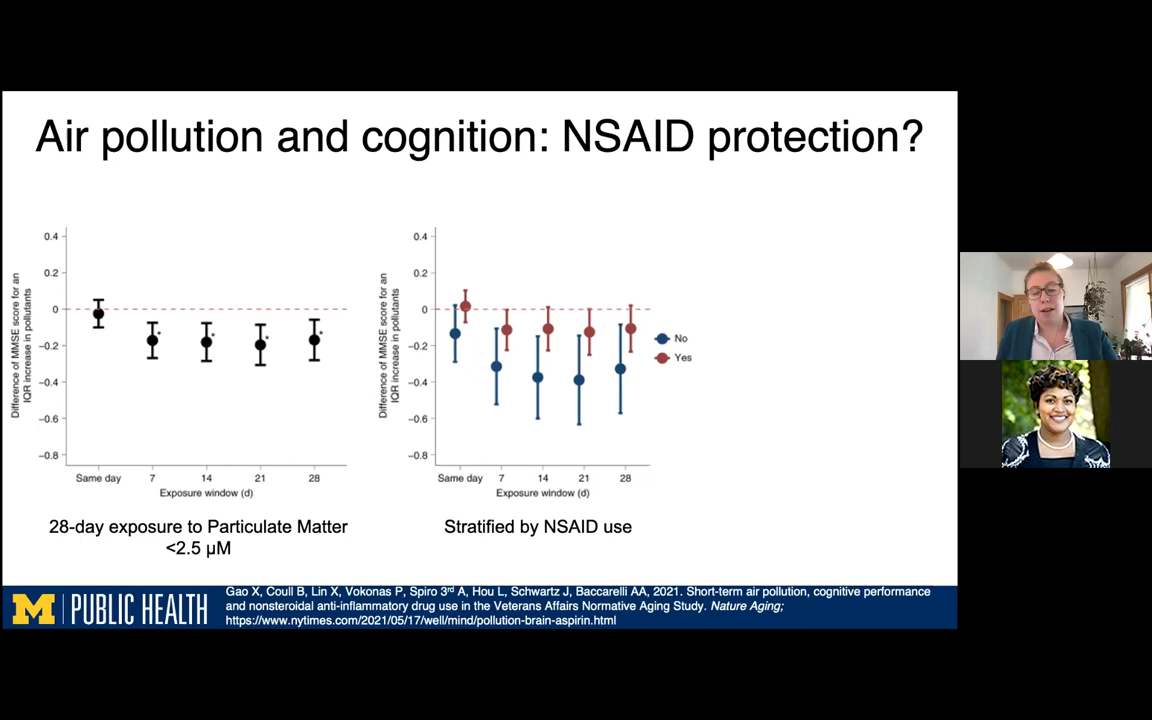 Air pollution and cognition: NSAID protection?
Difference of MMSE score for an
IQR increase in pollutants
0.4
0.2
0
−0.2
−0.4
−0.6
−0.8
*
*
*
*
Same day 7 14 21 28
Exposure window (d)
28-day exposure to Particulate Matter
<2.5 µM
Difference of MMSE score for an
IQR increase in pollutants
0.4
0.2
0
−0.2
−0.4
−0.6
−0.8
Same day 7 14 21 28
Exposure window (d)
No
Yes
Stratified by NSAID use
M PUBLIC HEALTH
Gao X, Coull B, Lin X, Vokonas P, Spiro 3rd A, Hou L, Schwartz J, Baccarelli AA, 2021. Short-term air pollution, cognitive performance
and nonsteroidal anti-inflammatory drug use in the Veterans Affairs Normative Aging Study. Nature Aging;
https://www.nytimes.com/2021/05/17/well/mind/pollution-brain-aspirin.html